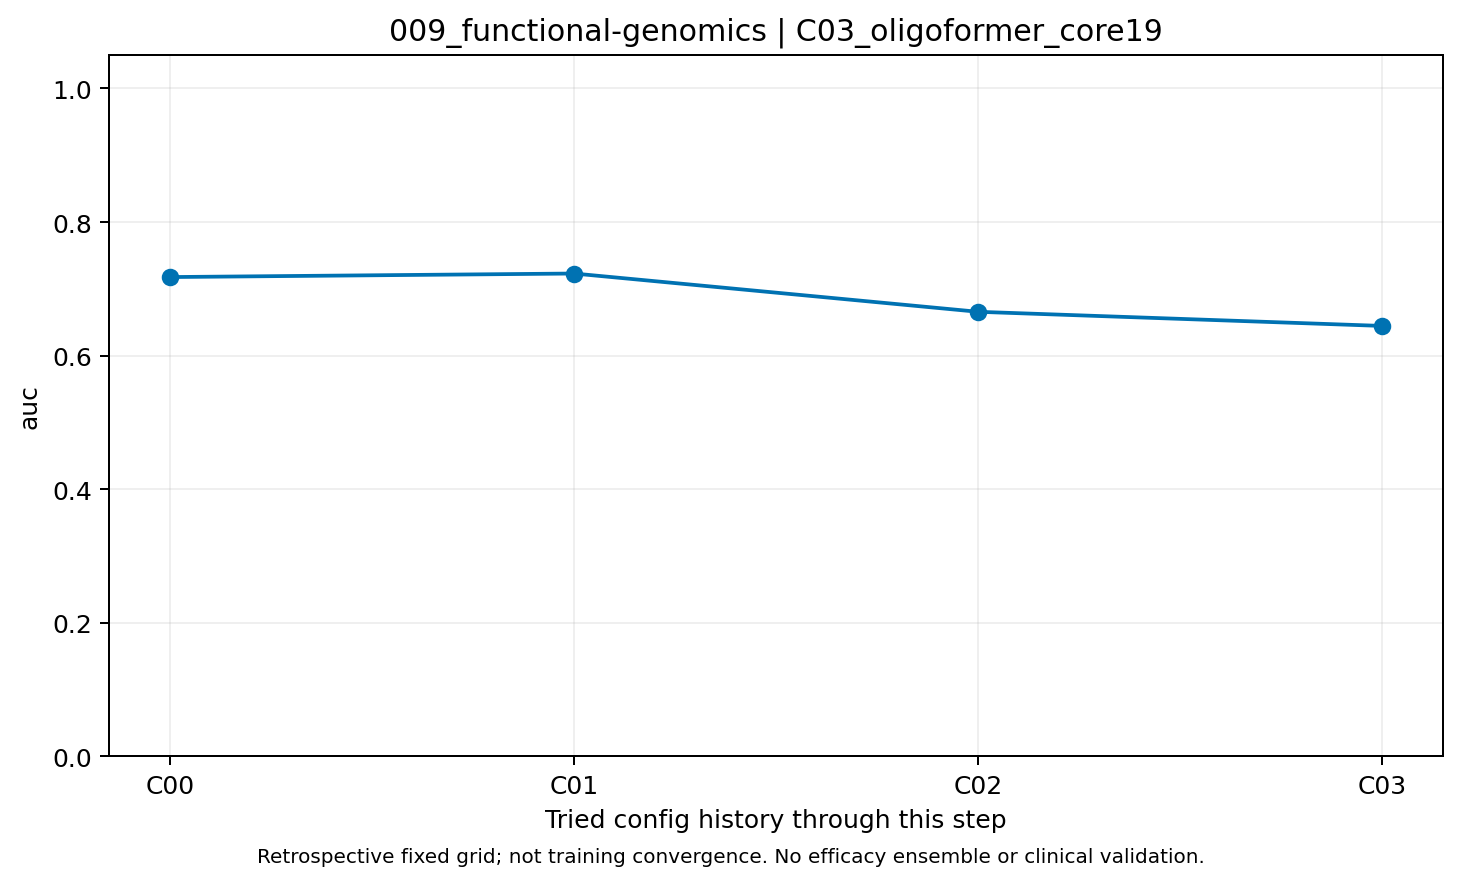 009_functional-genomics | C03_oligoformer_core19
1.0
0.8
0.6
0.4
0.2
0.0
auc
C00 C01 C02 C03
Tried config history through this step
Retrospective fixed grid; not training convergence. No efficacy ensemble or clinical validation.